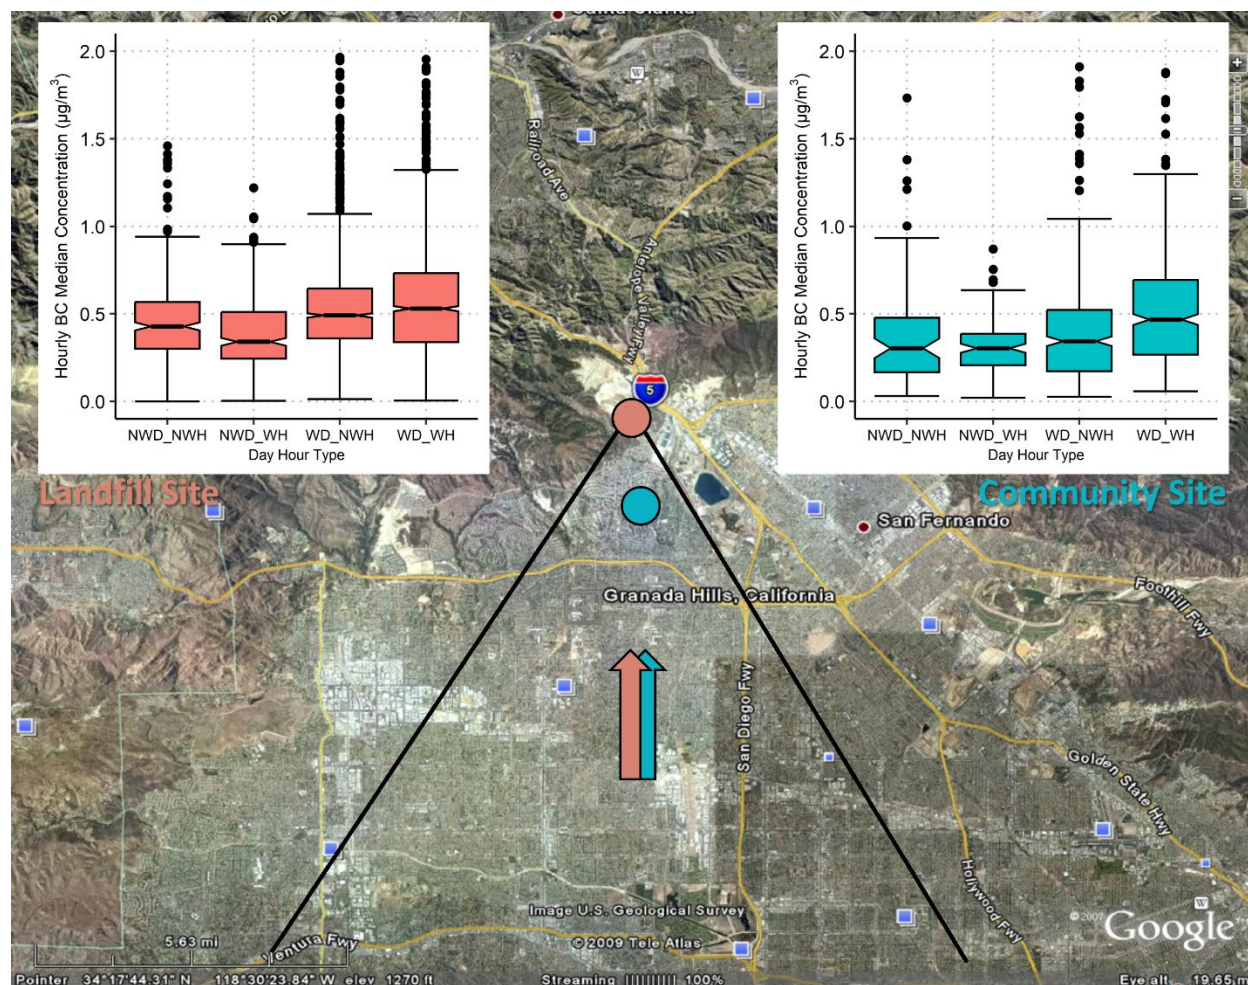 Santa Clarita
2.0
1.5
1.0
0.5
0.0
Hourly BC Median Concentration (µg/m³)
NWD_NWH NWD_WH WD_NWH WD_WH
Day Hour Type
Landfill Site
2.0
1.5
1.0
0.5
0.0
Hourly BC Median Concentration (µg/m³)
NWD_NWH NWD_WH WD_NWH WD_WH
Day Hour Type
Community Site
W
Railroad Ave
Antelope Valley Fwy
5
San Fernando
Granada Hills, California
Foothill Fwy
San Diego Fwy
Golden State Hwy
Hollywood Fwy
Ventura Fwy
W
5.63 mi
Image U.S. Geological Survey
© 2009 Tele Atlas
©2007 Google™
Pointer 34°17'44.31" N 118°30'23.84" W elev 1270 ft
Streaming |||||||||| 100%
Eye alt 19.65 m